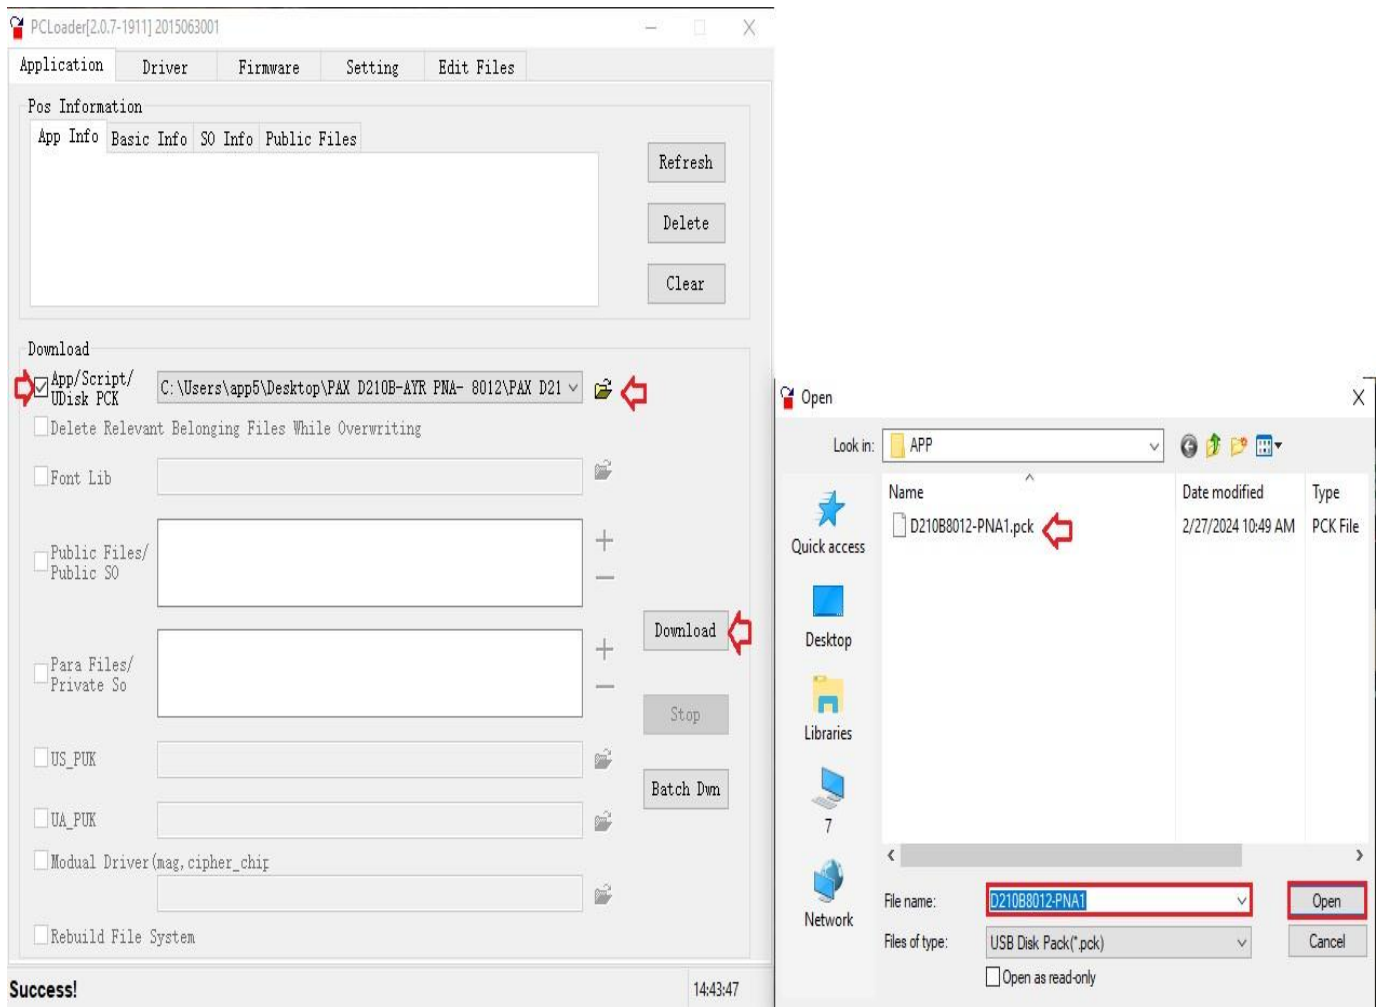 PCLoader[2.0.7-1911] 2015063001
Application Driver Firmware Setting Edit Files
Pos Information
App Info Basic Info SO Info Public Files
Refresh
Delete
Clear
Download
App/Script/
UDisk PCK
C:\Users\app5\Desktop\PAX D210B-AYR PNA- 8012\PAX D21
Delete Relevant Belonging Files While Overwriting
Font Lib
Public Files/
Public SO
Download
Para Files/
Private So
Stop
US_PUK
Batch Dwn
UA_PUK
Modual Driver(mag,cipher_chip
Rebuild File System
Success!
14:43:47
Open
Look in: APP
Name Date modified Type
D210B8012-PNA1.pck 2/27/2024 10:49 AM PCK File
Quick access
Desktop
Libraries
7
Network
File name: D210B8012-PNA1 Open
Files of type: USB Disk Pack(*.pck) Cancel
Open as read-only